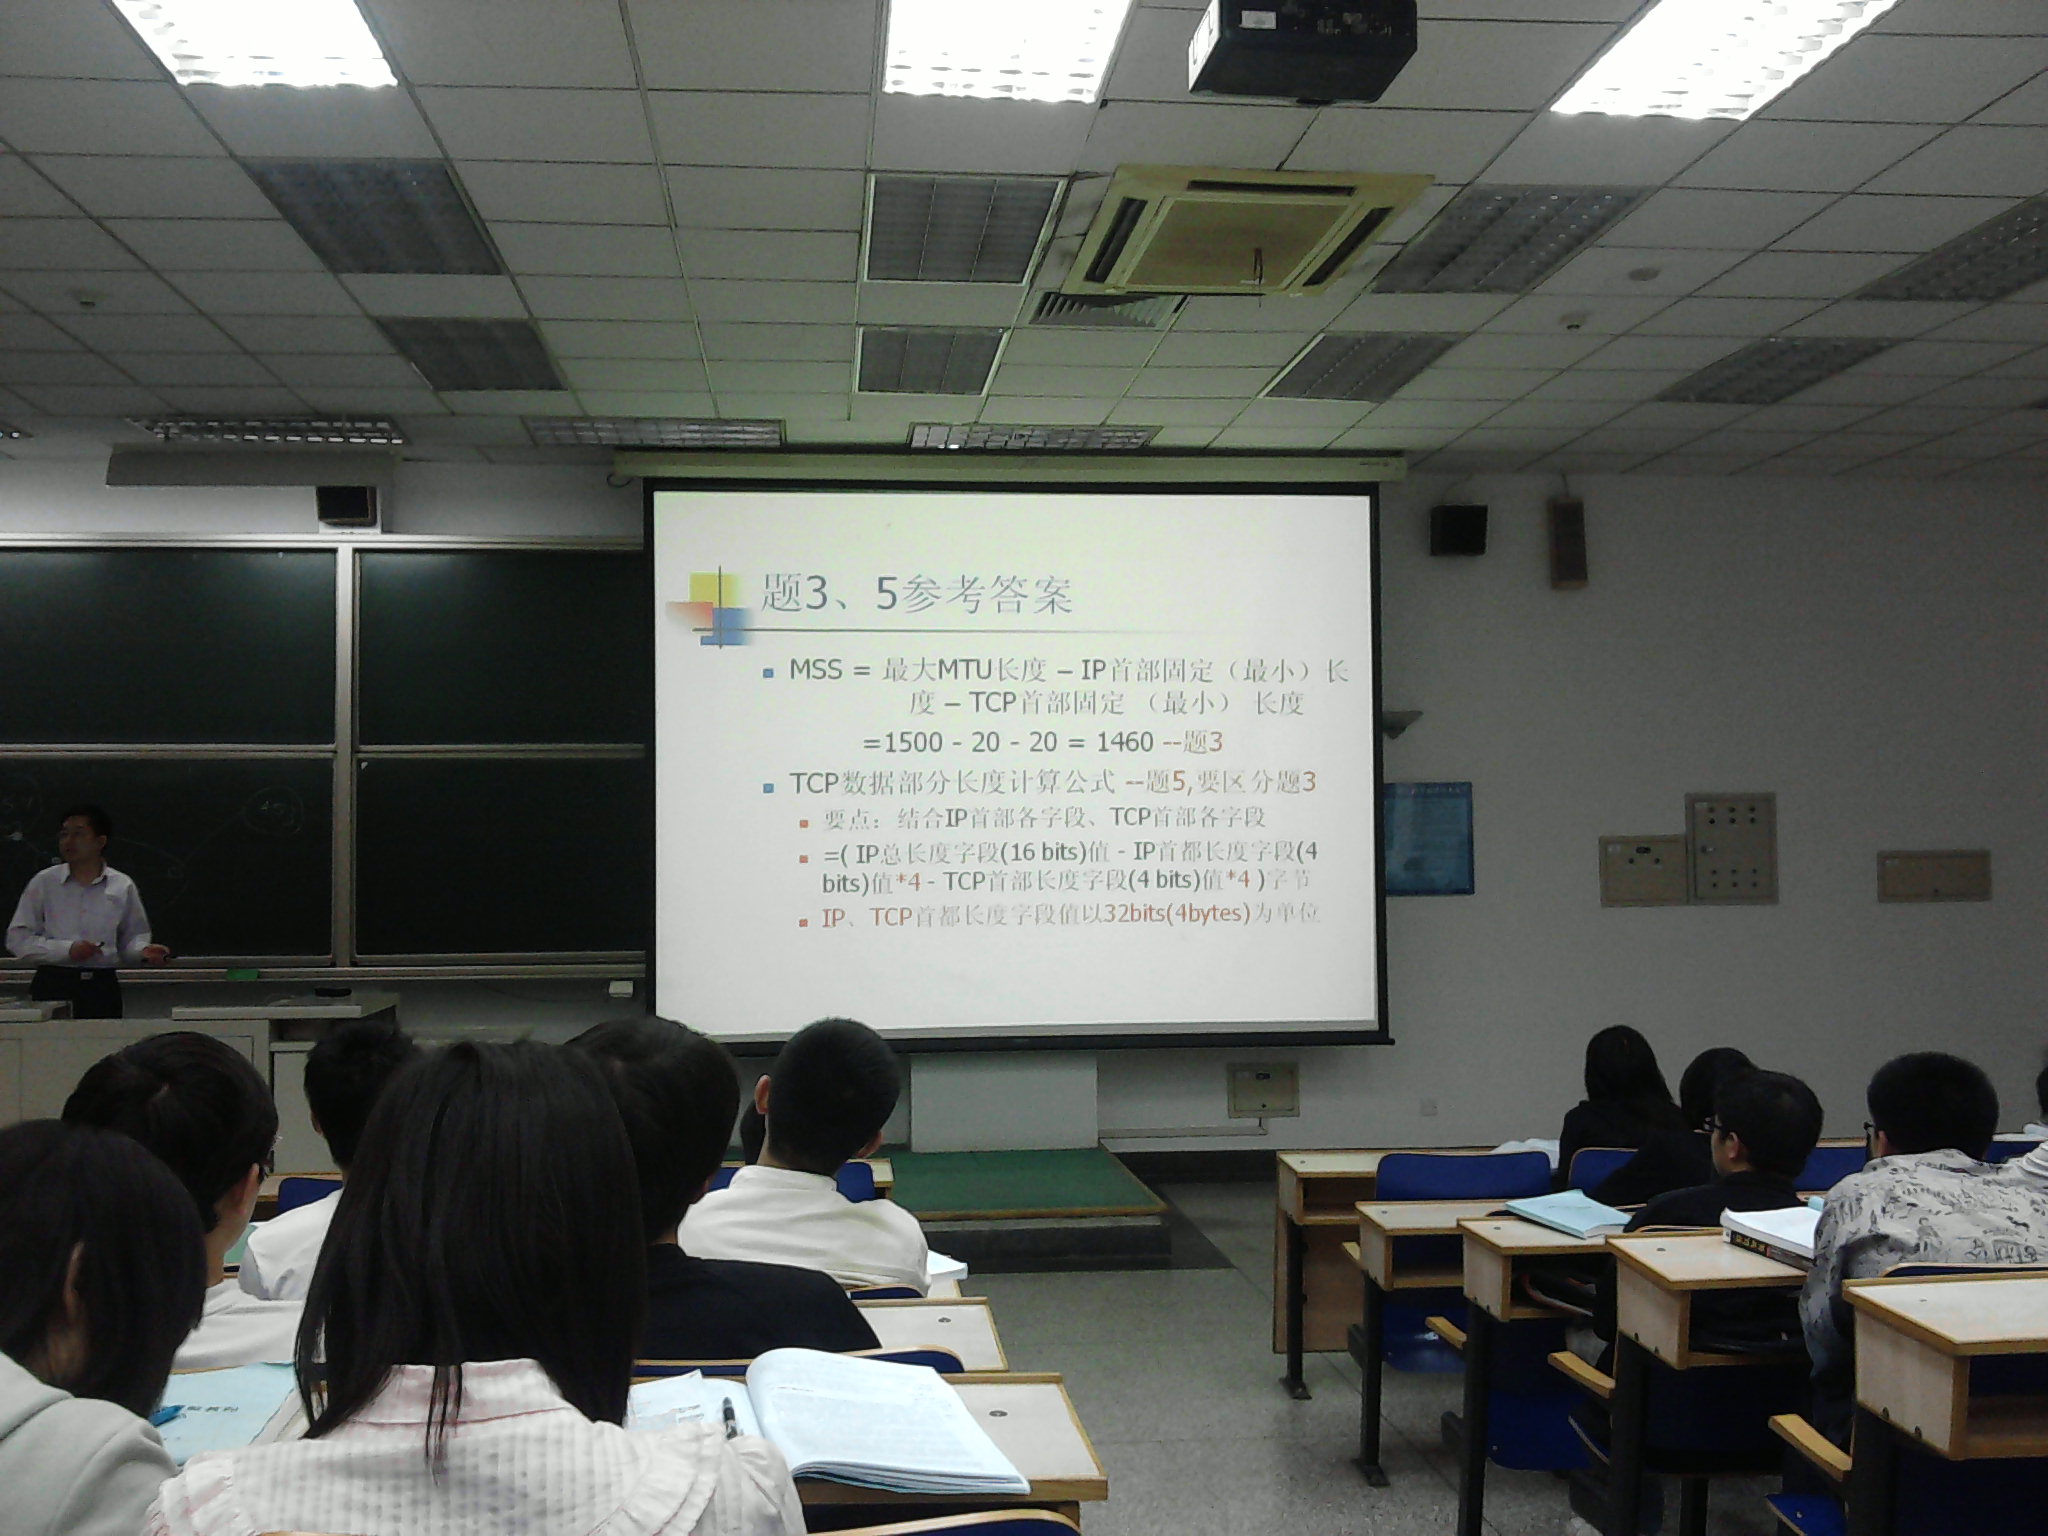 题3、5参考答案
MSS = 最大MTU长度 – IP首部固定（最小）长
度 – TCP首部固定 （最小） 长度
=1500 - 20 - 20 = 1460 --题3
TCP数据部分长度计算公式 --题5,要区分题3
要点：结合IP首部各字段、TCP首部各字段
=( IP总长度字段(16 bits)值 - IP首都长度字段(4
bits)值*4 - TCP首部长度字段(4 bits)值*4 )字节
IP、TCP首都长度字段值以32bits(4bytes)为单位